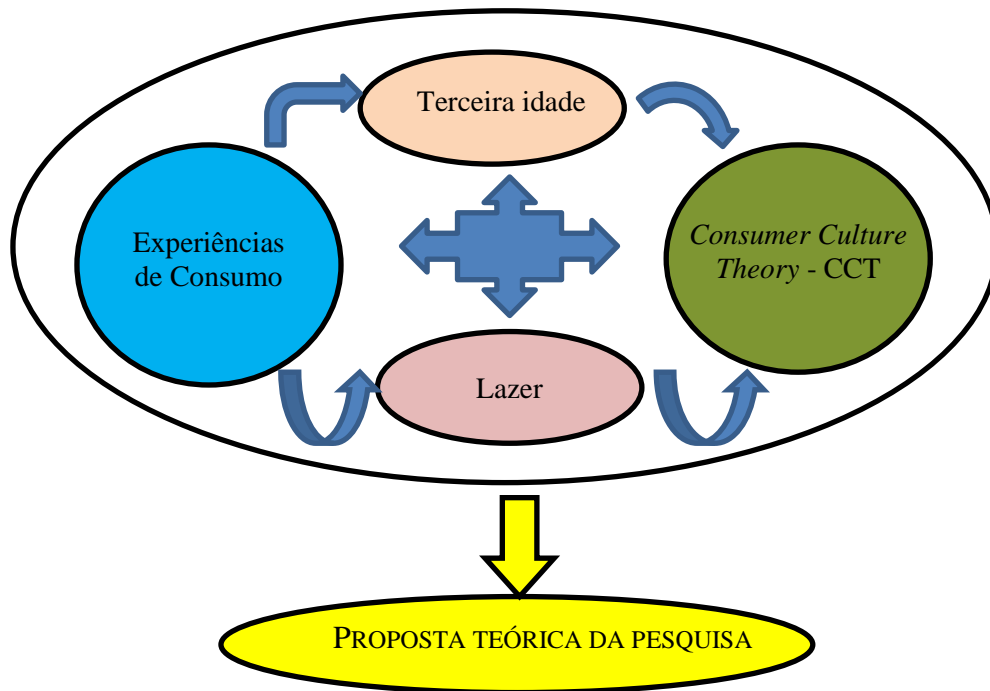 Terceira idade
Experiências
de Consumo
Consumer Culture
Theory - CCT
Lazer
PROPOSTA TEÓRICA DA PESQUISA